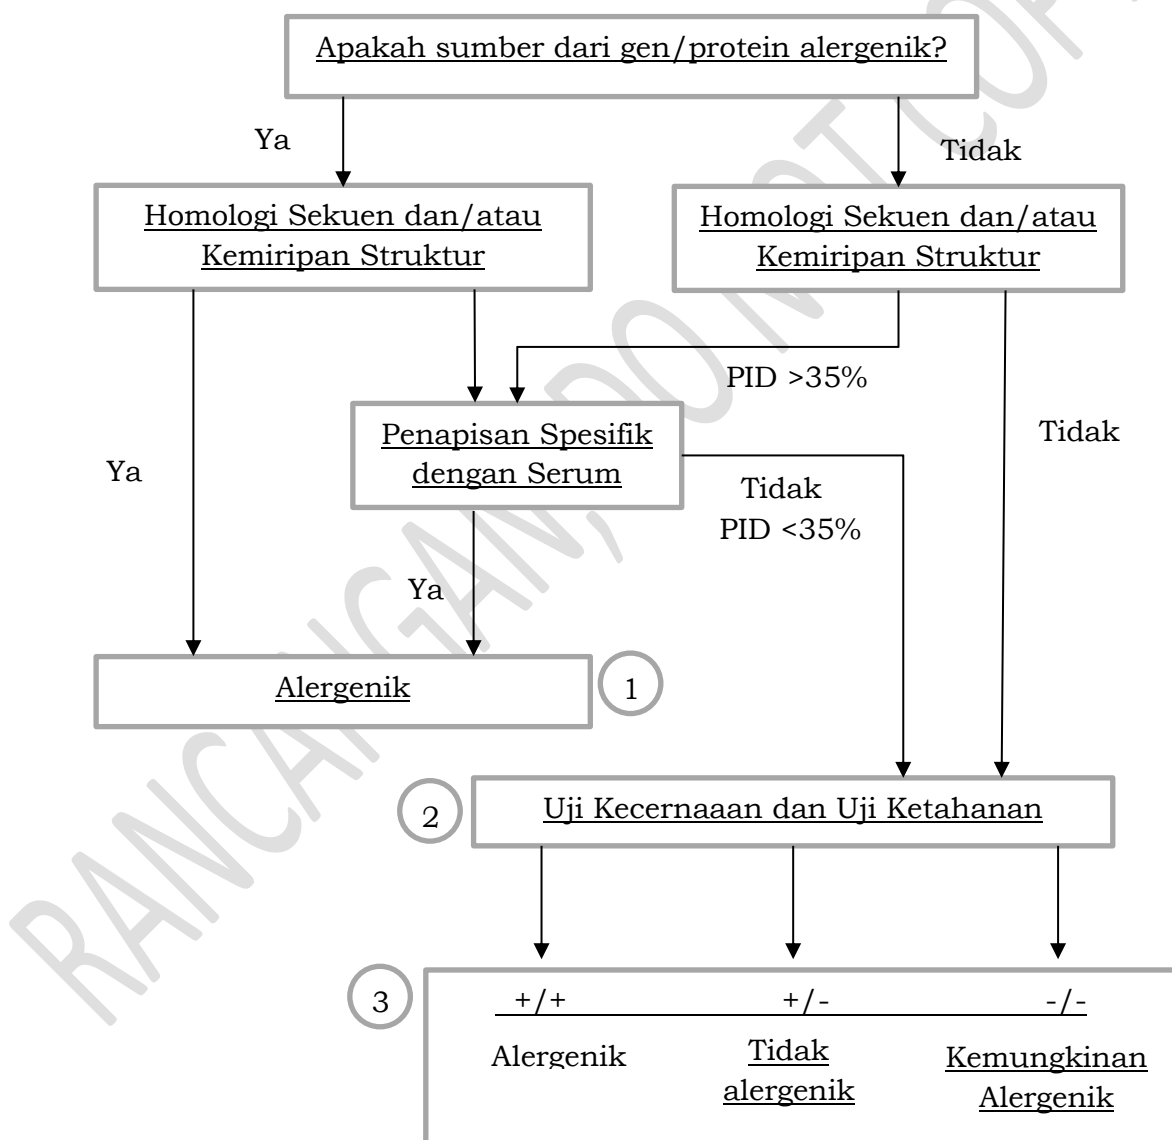 Apakah sumber dari gen/protein alergenik?
Ya
Tidak
Homologi Sekuen dan/atau
Kemiripan Struktur
Homologi Sekuen dan/atau
Kemiripan Struktur
PID >35%
Penapisan Spesifik
dengan Serum
Ya
Tidak
PID <35%
Tidak
Ya
Alergenik
1
2
Uji Kecernaaan dan Uji Ketahanan
3
+/+ +/- -/-
Alergenik
Tidak
alergenik
Kemungkinan
Alergenik
RANCANGAN, DO NOT COPY